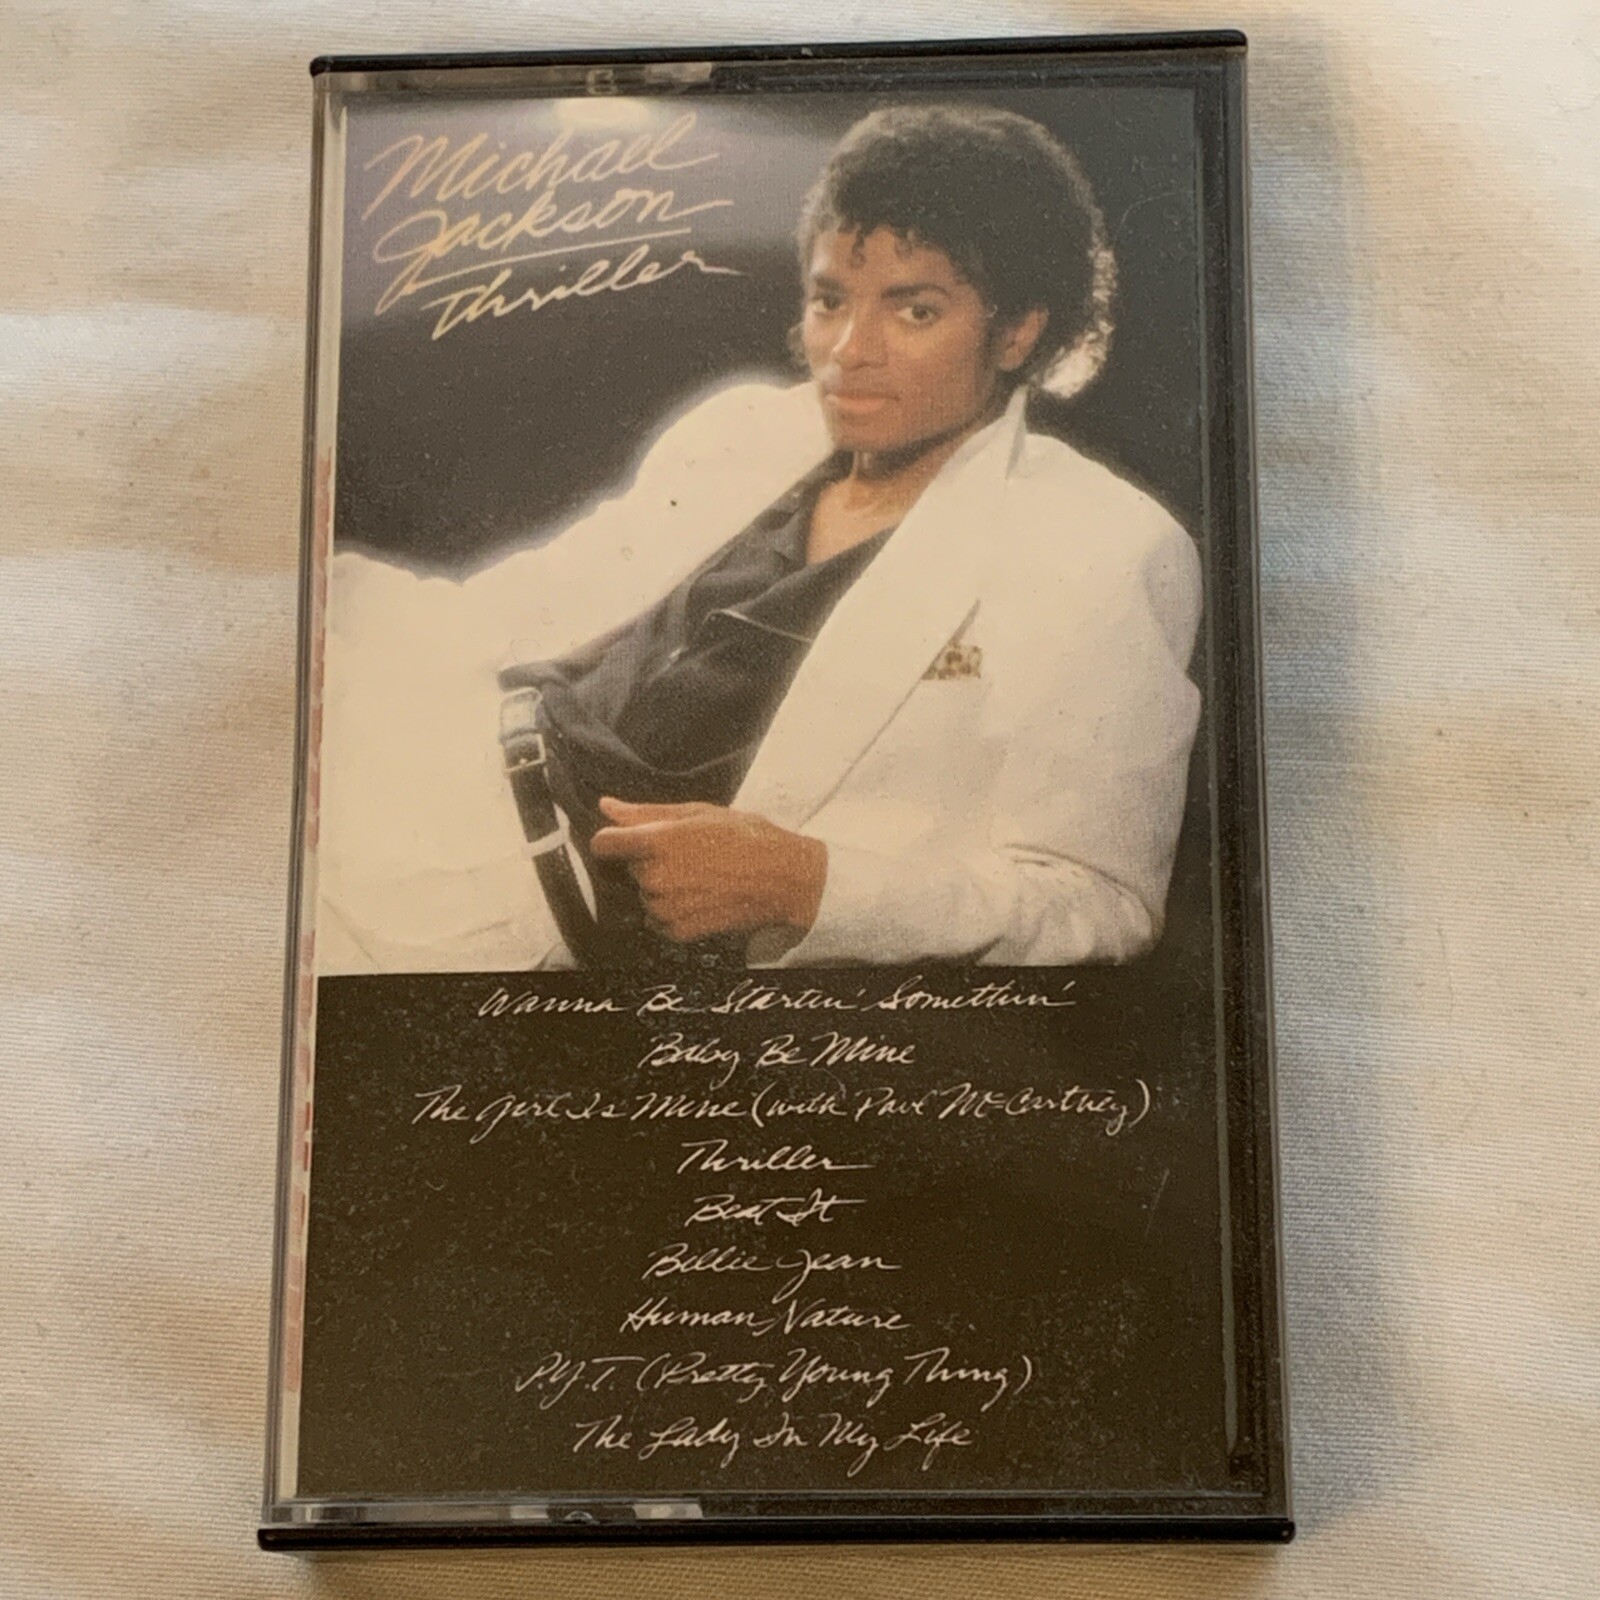 Michael
Jackson
Thriller
Wanna Be Startin' Somethin'
Baby Be Mine
The Girl Is Mine (with Paul McCartney)
Thriller
Beat It
Billie Jean
Human Nature
P.Y.T. (Pretty Young Thing)
The Lady In My Life